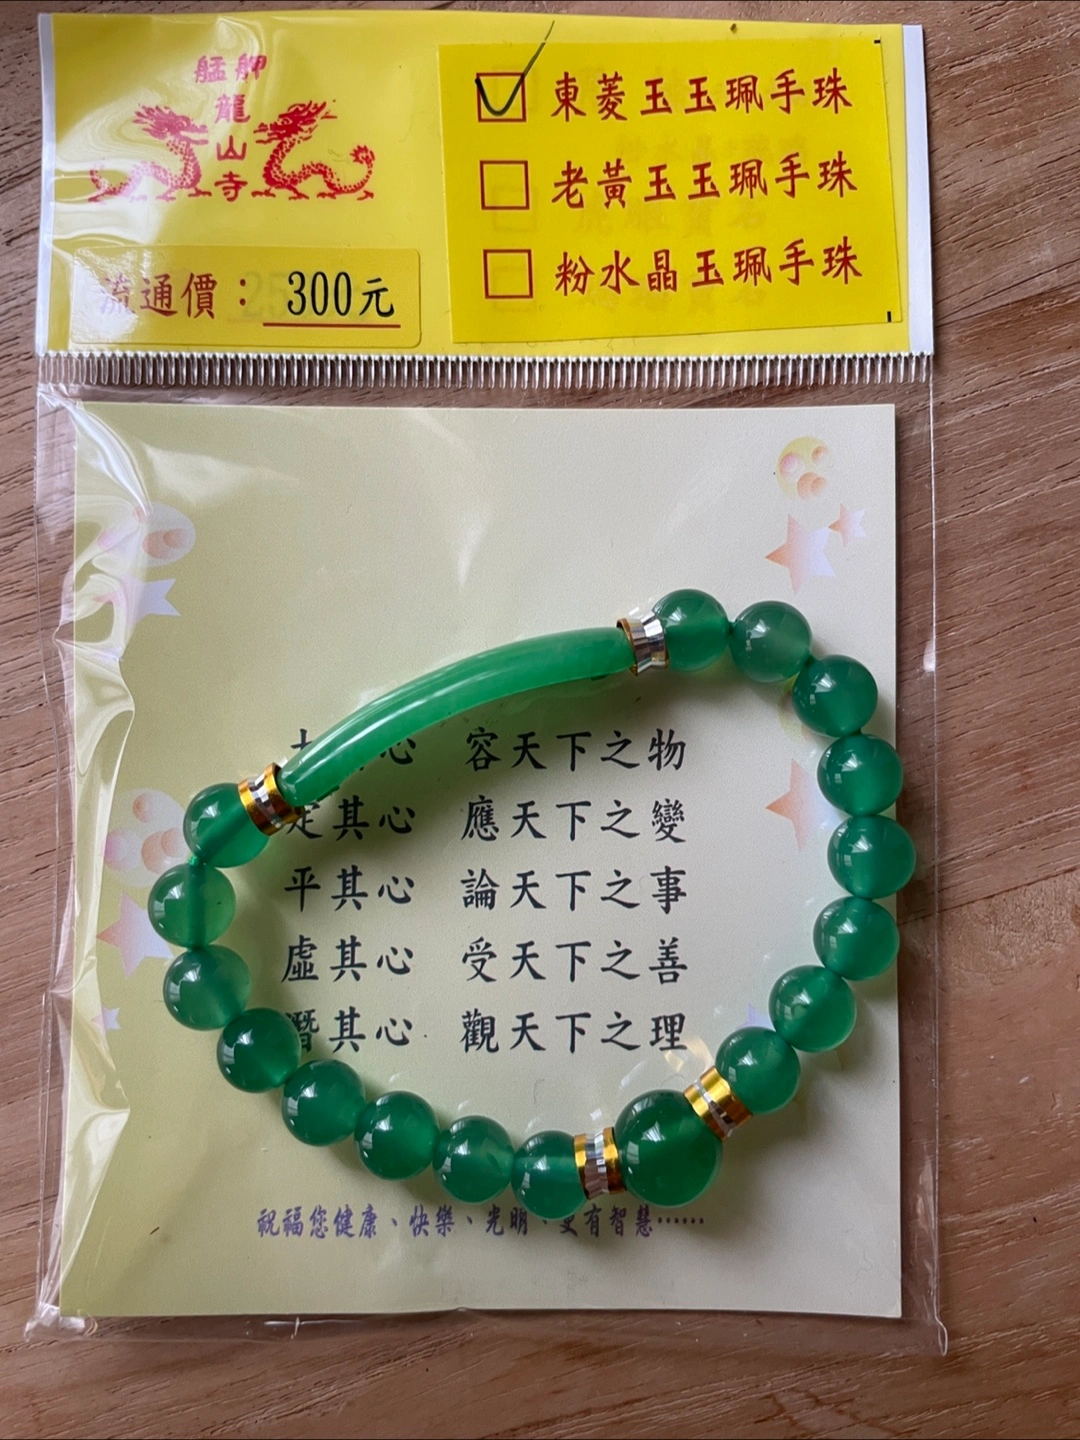 艋舺
龍
山
寺
流通價：300元
東菱玉玉珮手珠
老黃玉玉珮手珠
粉水晶玉珮手珠
心 容天下之物
定其心 應天下之變
平其心 論天下之事
虛其心 受天下之善
潛其心 觀天下之理
祝福您健康、快樂、光明、更有智慧……